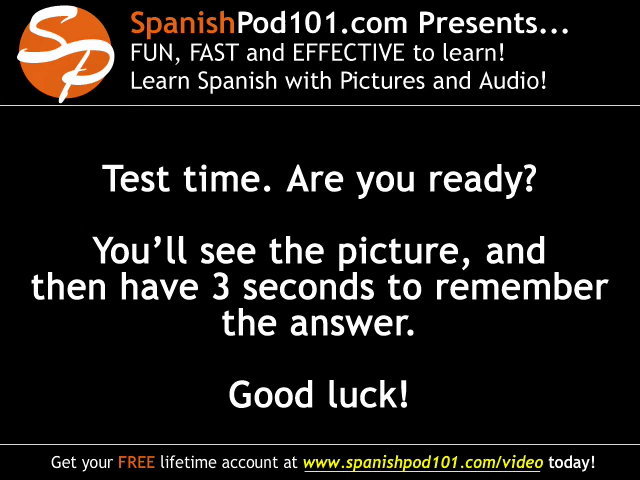 SP
SpanishPod101.com Presents...
FUN, FAST and EFFECTIVE to learn!
Learn Spanish with Pictures and Audio!
Test time. Are you ready?
You'll see the picture, and
then have 3 seconds to remember
the answer.
Good luck!
Get your FREE lifetime account at www.spanishpod101.com/video today!